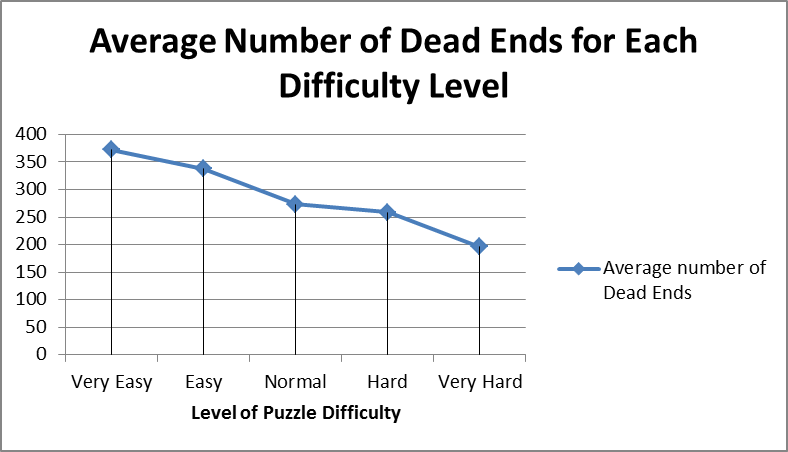 Average Number of Dead Ends for Each
Difficulty Level
400
350
300
250
200
150
100
50
0
Very Easy Easy Normal Hard Very Hard
Level of Puzzle Difficulty
Average number of
Dead Ends